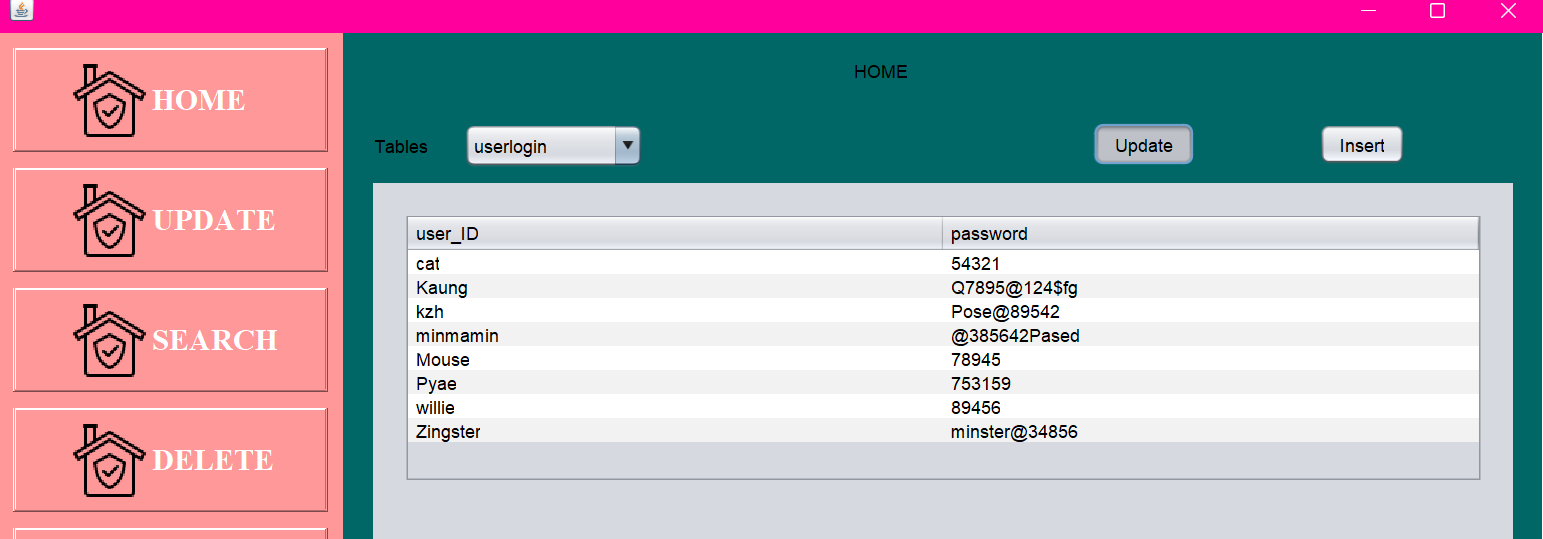 HOME
UPDATE
SEARCH
DELETE
HOME
Tables userlogin Update Insert
user_ID password
cat 54321
Kaung Q7895@124$fg
kzh Pose@89542
minmamin @385642Pased
Mouse 78945
Pyae 753159
willie 89456
Zingster minster@34856